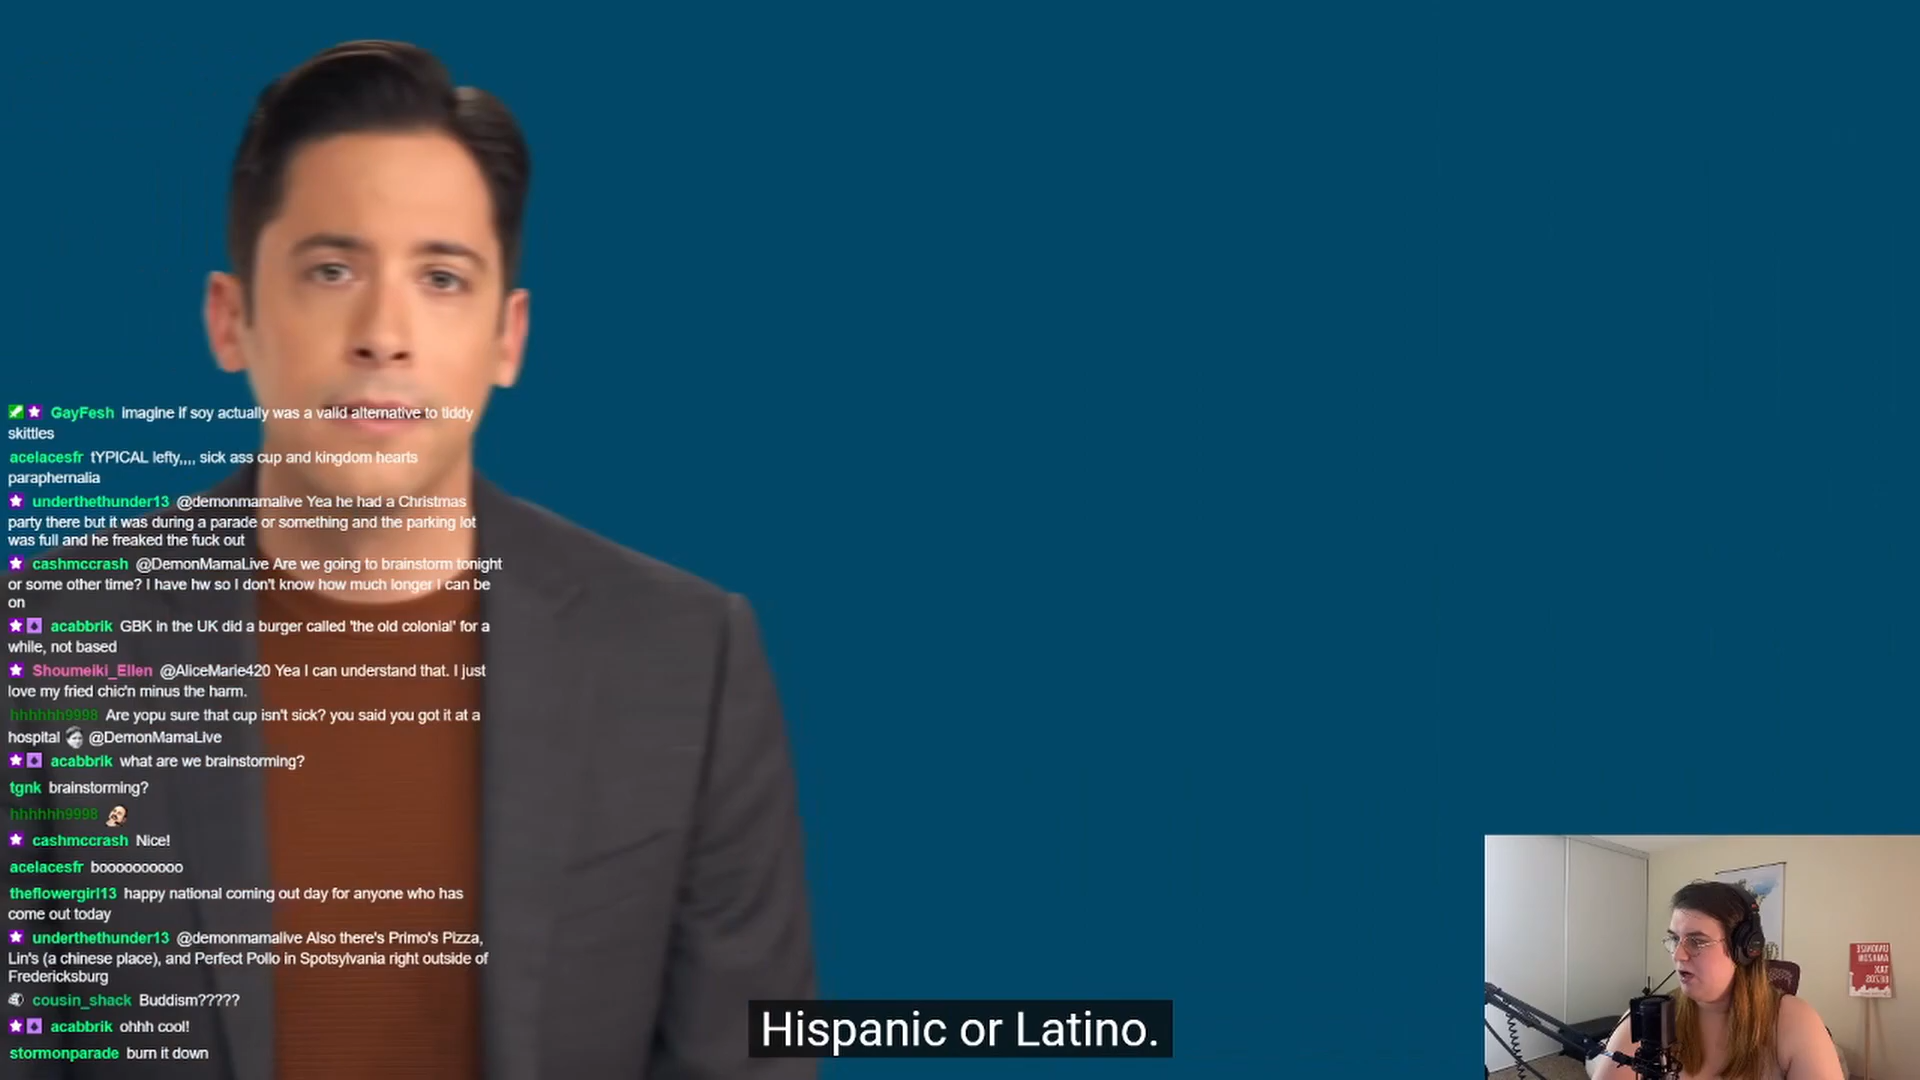 GayFesh imagine if soy actually was a valid alternative to tiddy
skittles
acelacesfr tYPICAL lefty,,,, sick ass cup and kingdom hearts
paraphernalia
underthethunder13 @demonmamalive Yea he had a Christmas
party there but it was during a parade or something and the parking lot
was full and he freaked the fuck out
cashmccrash @DemonMamaLive Are we going to brainstorm tonight
or some other time? I have hw so I don't know how much longer I can be
on
acabbrik GBK in the UK did a burger called 'the old colonial' for a
while, not based
Shoumeiki_Ellen @AliceMarie420 Yea I can understand that. I just
love my fried chic'n minus the harm.
hhhhhh9998 Are yopu sure that cup isn't sick? you said you got it at a
hospital @DemonMamaLive
acabbrik what are we brainstorming?
tgnk brainstorming?
hhhhhh9998
cashmccrash Nice!
acelacesfr boooooooooo
theflowergirl13 happy national coming out day for anyone who has
come out today
underthethunder13 @demonmamalive Also there's Primo's Pizza,
Lin's (a chinese place), and Perfect Pollo in Spotsylvania right outside of
Fredericksburg
cousin_shack Buddism?????
acabbrik ohhh cool!
stormonparade burn it down
Hispanic or Latino.
UNIONIZE
AMAZON
TAX
BEZOS